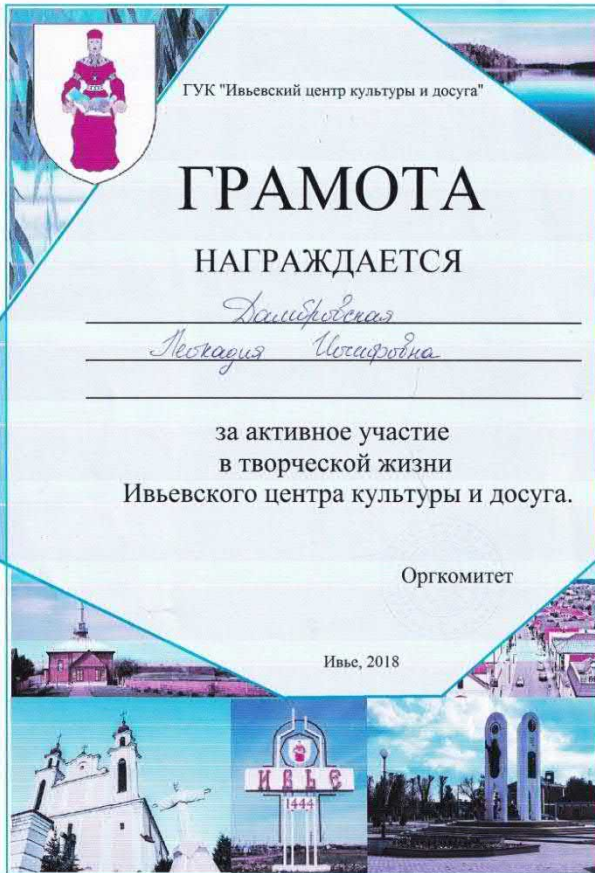 ГУК "Ивьевский центр культуры и досуга"
ГРАМОТА
НАГРАЖДАЕТСЯ
Дамбровская
Леокадия Иосифовна
за активное участие
в творческой жизни
Ивьевского центра культуры и досуга.
Оргкомитет
Ивье, 2018
ИВЬЕ
1444